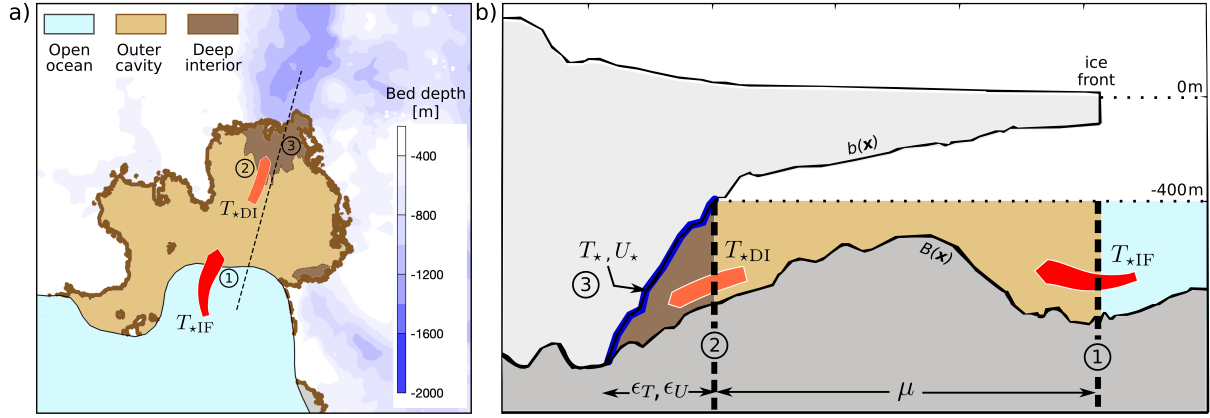 a)
Open
ocean
Outer
cavity
Deep
interior
Bed depth
[m]
-400
-800
-1200
-1600
-2000
3
2
T⋆DI
1
T⋆IF
b)
ice
front
0m
b(x)
-400m
T⋆, U⋆
3
T⋆DI
B(x)
T⋆IF
2
1
ϵT, ϵU
μ